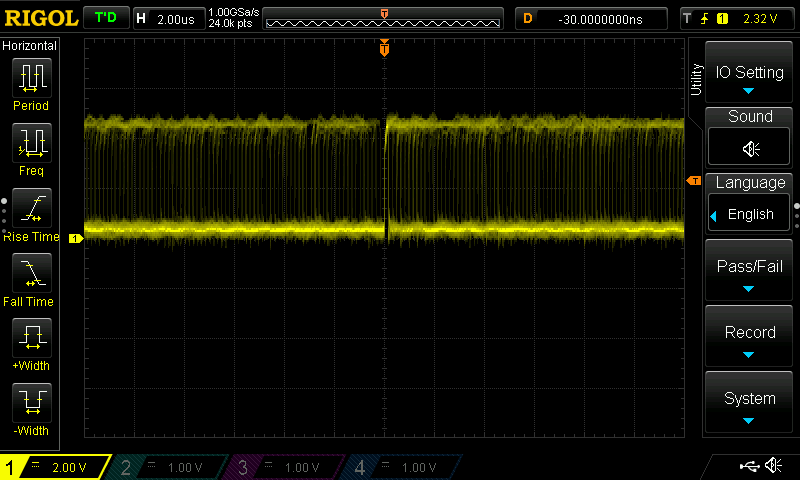 RIGOL T'D H 2.00us 1.00GSa/s 24.0k pts T D -30.0000000ns T 1 2.32 V
Horizontal
Period
Freq
Rise Time
Fall Time
+Width
-Width
T
T
1
Utility
IO Setting
Sound
Language
English
Pass/Fail
Record
System
1 2.00 V 2 1.00 V 3 1.00 V 4 1.00 V